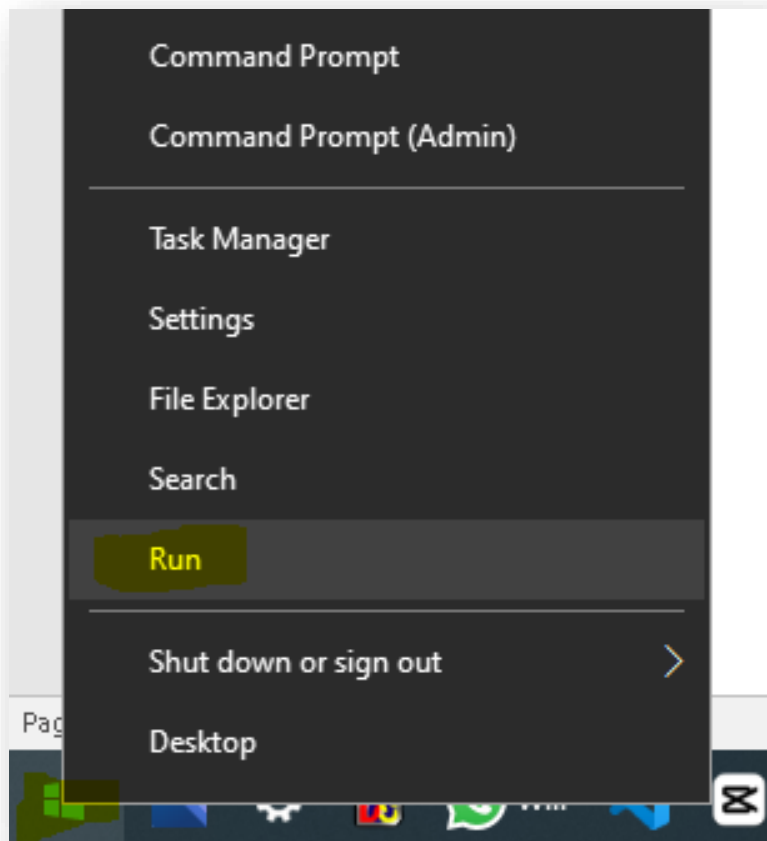 Command Prompt
Command Prompt (Admin)
Task Manager
Settings
File Explorer
Search
Run
Shut down or sign out
Desktop